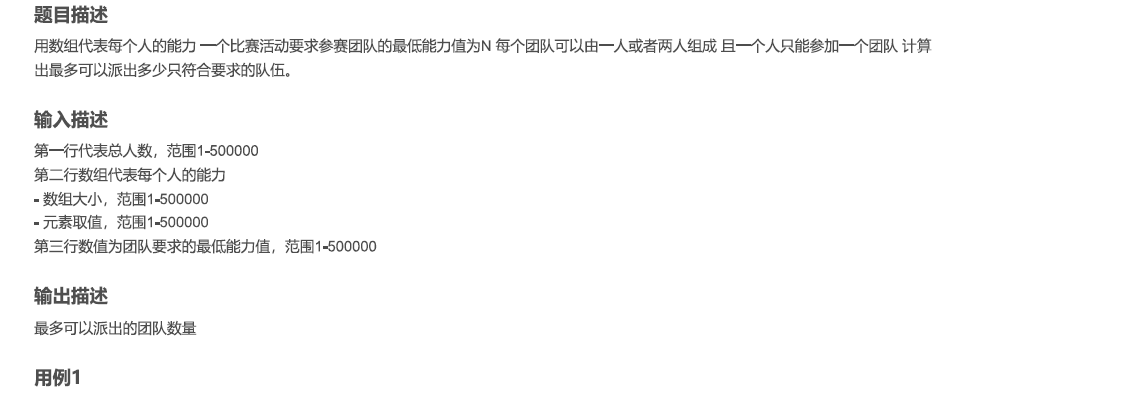 题目描述
用数组代表每个人的能力 一个比赛活动要求参赛团队的最低能力值为N 每个团队可以由一人或者两人组成 且一个人只能参加一个团队 计算
出最多可以派出多少只符合要求的队伍。
输入描述
第一行代表总人数，范围1-500000
第二行数组代表每个人的能力
- 数组大小，范围1-500000
- 元素取值，范围1-500000
第三行数值为团队要求的最低能力值，范围1-500000
输出描述
最多可以派出的团队数量
用例1